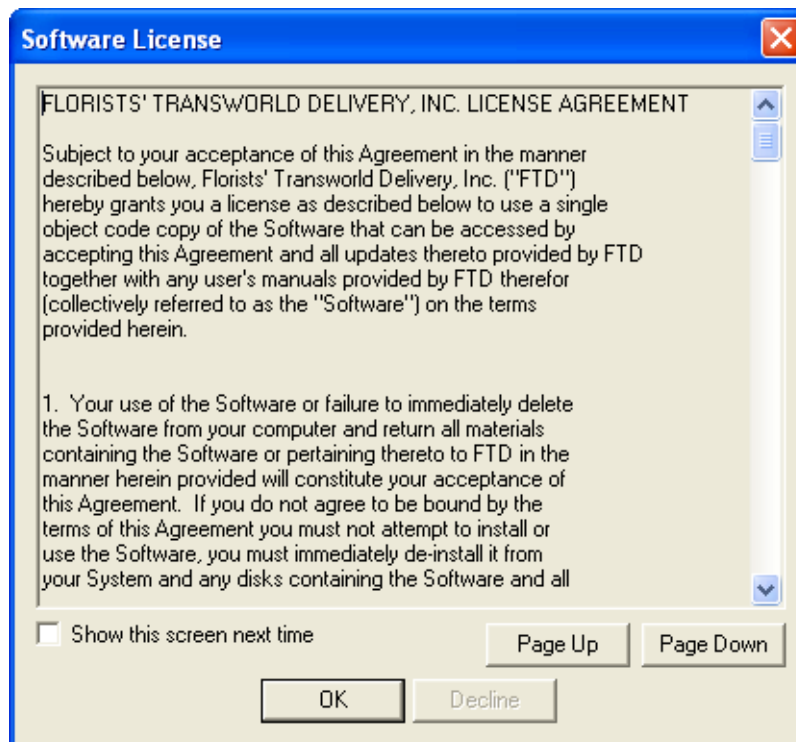 Software License
FLORISTS' TRANSWORLD DELIVERY, INC. LICENSE AGREEMENT
Subject to your acceptance of this Agreement in the manner
described below, Florists' Transworld Delivery, Inc. ("FTD")
hereby grants you a license as described below to use a single
object code copy of the Software that can be accessed by
accepting this Agreement and all updates thereto provided by FTD
together with any user's manuals provided by FTD therefor
(collectively referred to as the "Software") on the terms
provided herein.
1. Your use of the Software or failure to immediately delete
the Software from your computer and return all materials
containing the Software or pertaining thereto to FTD in the
manner herein provided will constitute your acceptance of
this Agreement. If you do not agree to be bound by the
terms of this Agreement you must not attempt to install or
use the Software, you must immediately de-install it from
your System and any disks containing the Software and all
Show this screen next time
Page Up
Page Down
OK
Decline